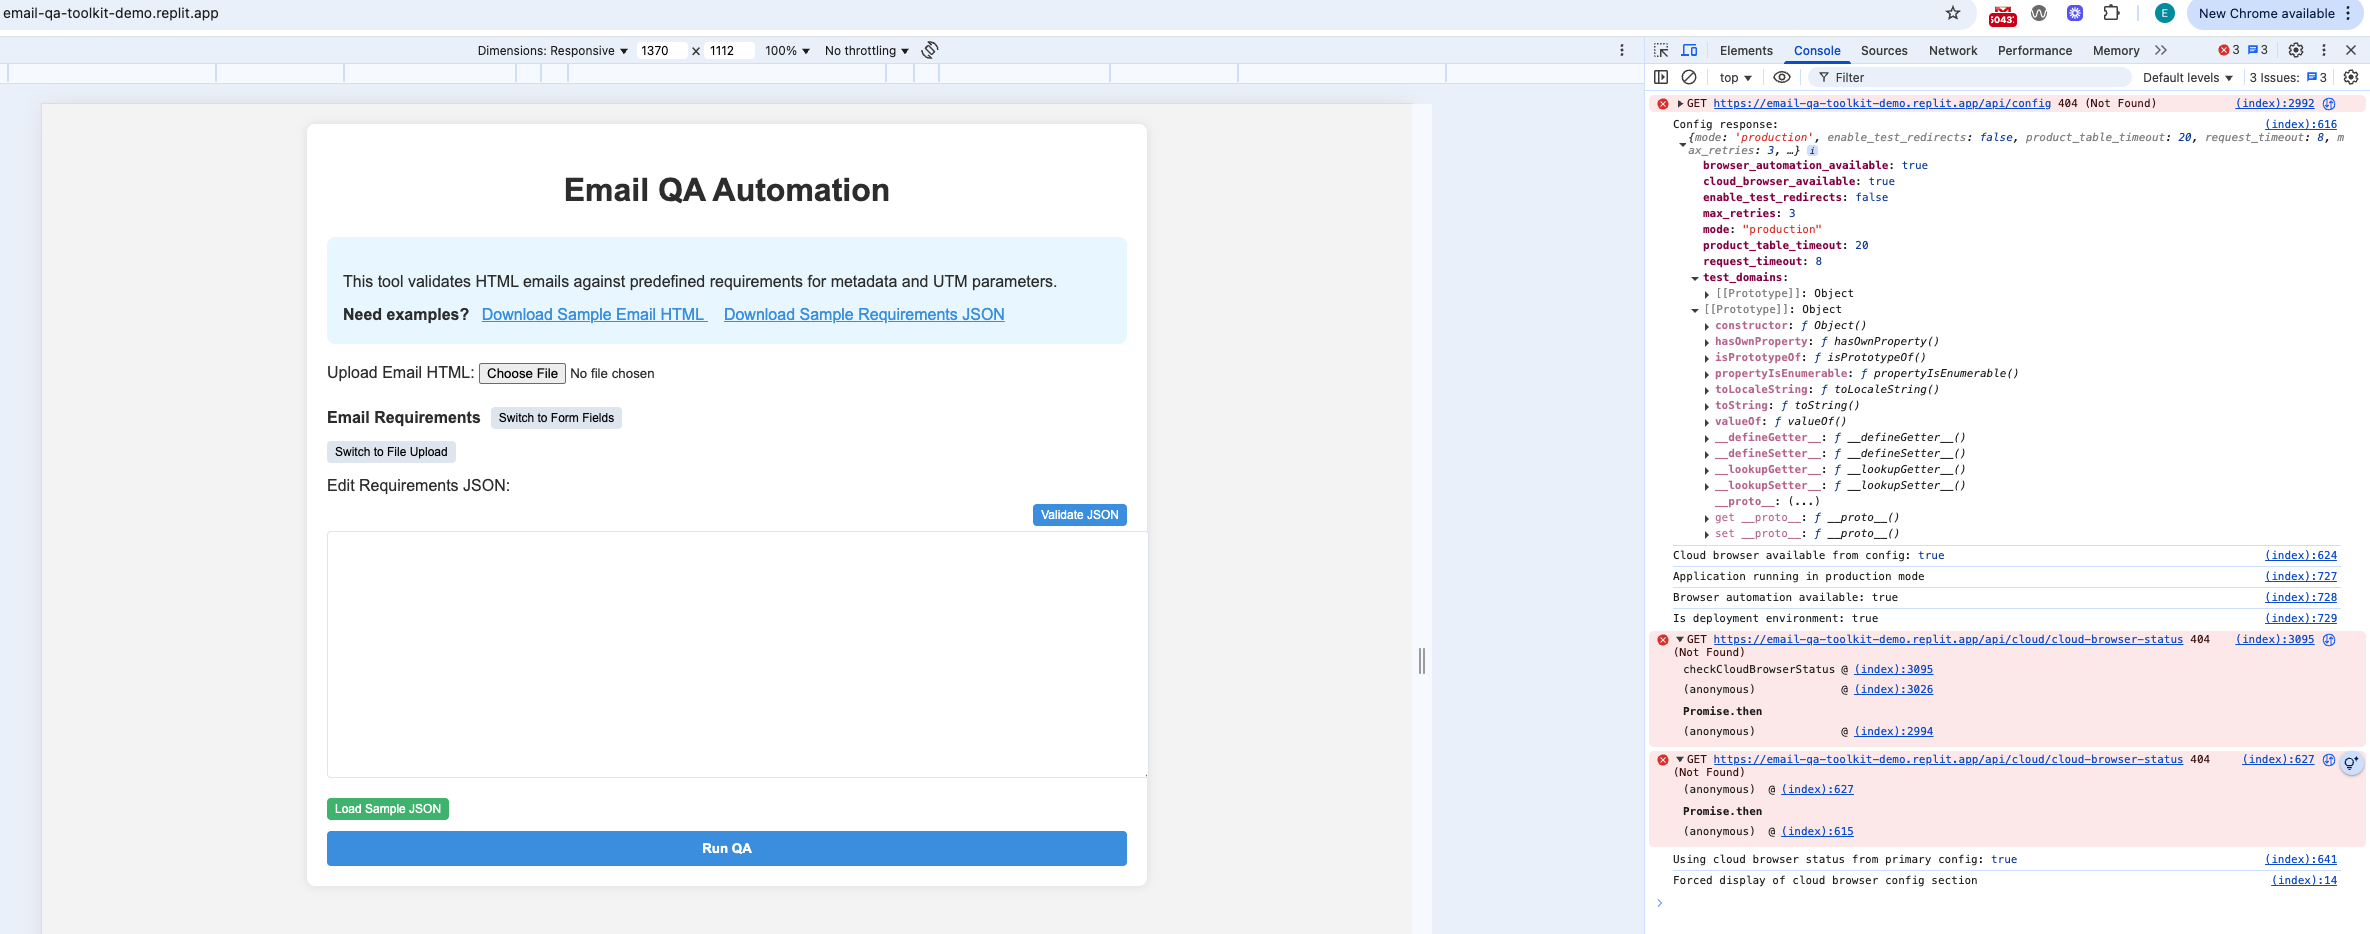 email-qa-toolkit-demo.replit.app
E
New Chrome available
Dimensions: Responsive
1370
×
1112
100%
No throttling
Elements
Console
Sources
Network
Performance
Memory
3
3
top
Filter
Default levels
3 Issues:
3
Email QA Automation
This tool validates HTML emails against predefined requirements for metadata and UTM parameters.
Need examples? Download Sample Email HTML Download Sample Requirements JSON
Upload Email HTML: Choose File No file chosen
Email Requirements Switch to Form Fields
Switch to File Upload
Edit Requirements JSON:
Validate JSON
Load Sample JSON
Run QA
GET https://email-qa-toolkit-demo.replit.app/api/config 404 (Not Found) (index):2992
Config response: (index):616
{mode: 'production', enable_test_redirects: false, product_table_timeout: 20, request_timeout: 8, m
ax_retries: 3, …} i
browser_automation_available: true
cloud_browser_available: true
enable_test_redirects: false
max_retries: 3
mode: "production"
product_table_timeout: 20
request_timeout: 8
test_domains:
[[Prototype]]: Object
[[Prototype]]: Object
constructor: ƒ Object()
hasOwnProperty: ƒ hasOwnProperty()
isPrototypeOf: ƒ isPrototypeOf()
propertyIsEnumerable: ƒ propertyIsEnumerable()
toLocaleString: ƒ toLocaleString()
toString: ƒ toString()
valueOf: ƒ valueOf()
__defineGetter__: ƒ __defineGetter__()
__defineSetter__: ƒ __defineSetter__()
__lookupGetter__: ƒ __lookupGetter__()
__lookupSetter__: ƒ __lookupSetter__()
__proto__: (...)
get __proto__: ƒ __proto__()
set __proto__: ƒ __proto__()
Cloud browser available from config: true (index):624
Application running in production mode (index):727
Browser automation available: true (index):728
Is deployment environment: true (index):729
GET https://email-qa-toolkit-demo.replit.app/api/cloud/cloud-browser-status 404 (index):3095
(Not Found)
checkCloudBrowserStatus @ (index):3095
(anonymous) @ (index):3026
Promise.then
(anonymous) @ (index):2994
GET https://email-qa-toolkit-demo.replit.app/api/cloud/cloud-browser-status 404 (index):627
(Not Found)
(anonymous) @ (index):627
Promise.then
(anonymous) @ (index):615
Using cloud browser status from primary config: true (index):641
Forced display of cloud browser config section (index):14